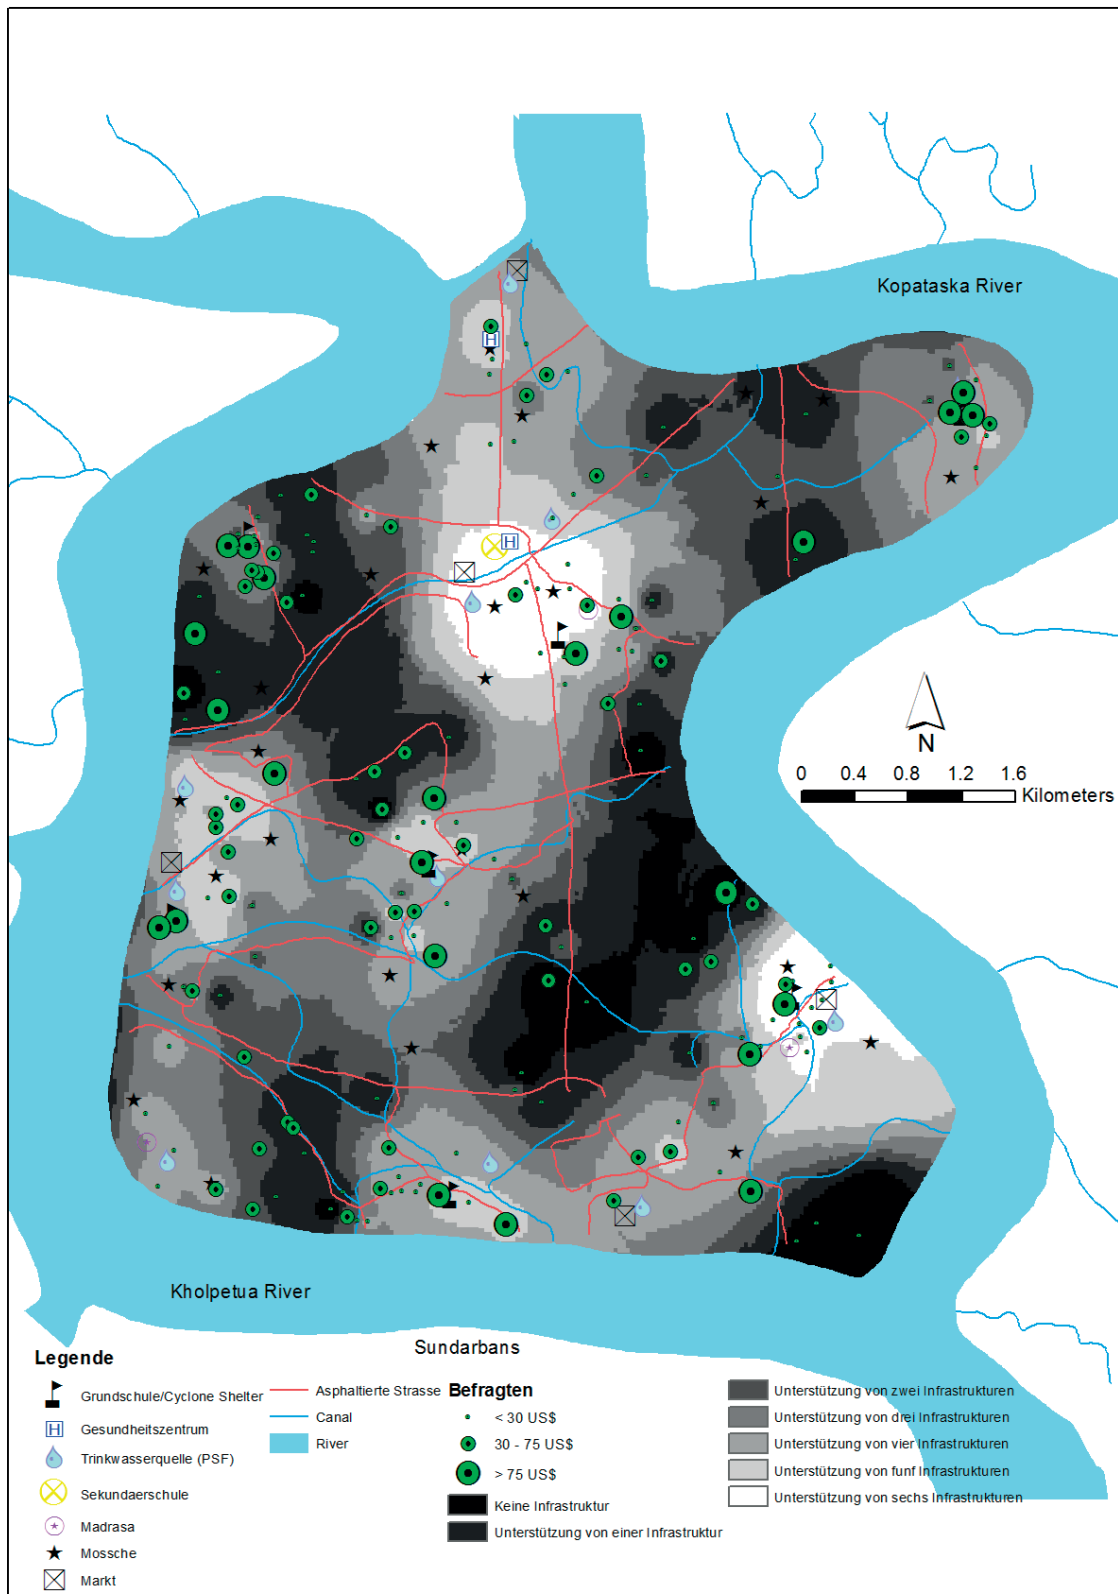 Kopataska River
N
0 0.4 0.8 1.2 1.6
Kilometers
Kholpetua River
Sundarbans
Legende
Grundschule/Cyclone Shelter
H Gesundheitszentrum
Trinkwasserquelle (PSF)
Sekundaerschule
Madrasa
Mossche
Markt
Asphaltierte Strasse
Canal
River
Befragten
< 30 US$
30 - 75 US$
> 75 US$
Keine Infrastruktur
Unterstützung von einer Infrastruktur
Unterstützung von zwei Infrastrukturen
Unterstützung von drei Infrastrukturen
Unterstützung von vier Infrastrukturen
Unterstützung von funf Infrastrukturen
Unterstützung von sechs Infrastrukturen